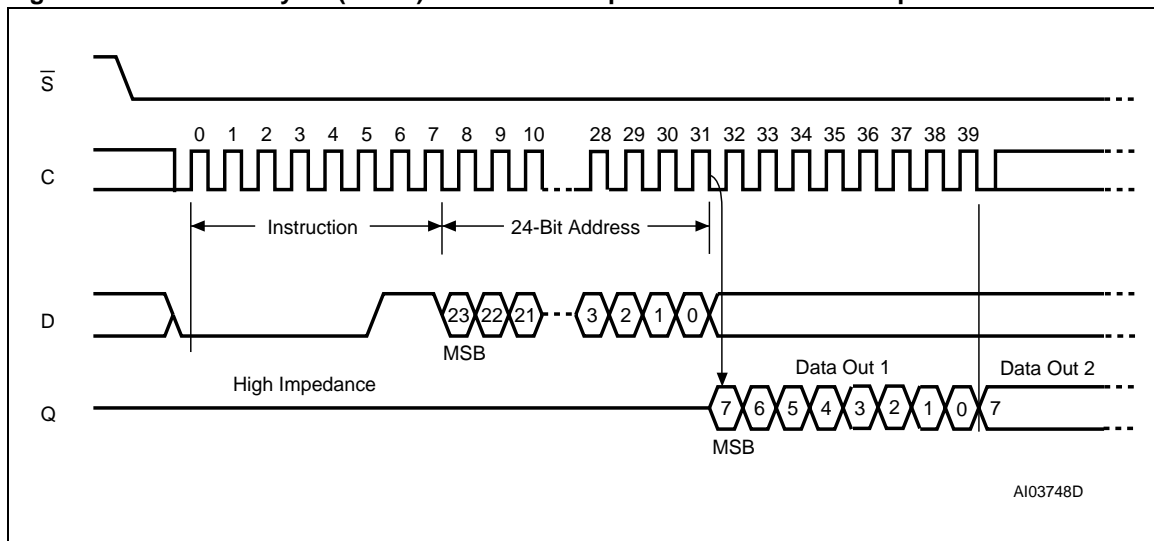 S
0 1 2 3 4 5 6 7 8 9 10 28 29 30 31 32 33 34 35 36 37 38 39
C
Instruction 24-Bit Address
D 23 22 21 3 2 1 0
MSB
Data Out 1 Data Out 2
High Impedance
Q 7 6 5 4 3 2 1 0 7
MSB
AI03748D